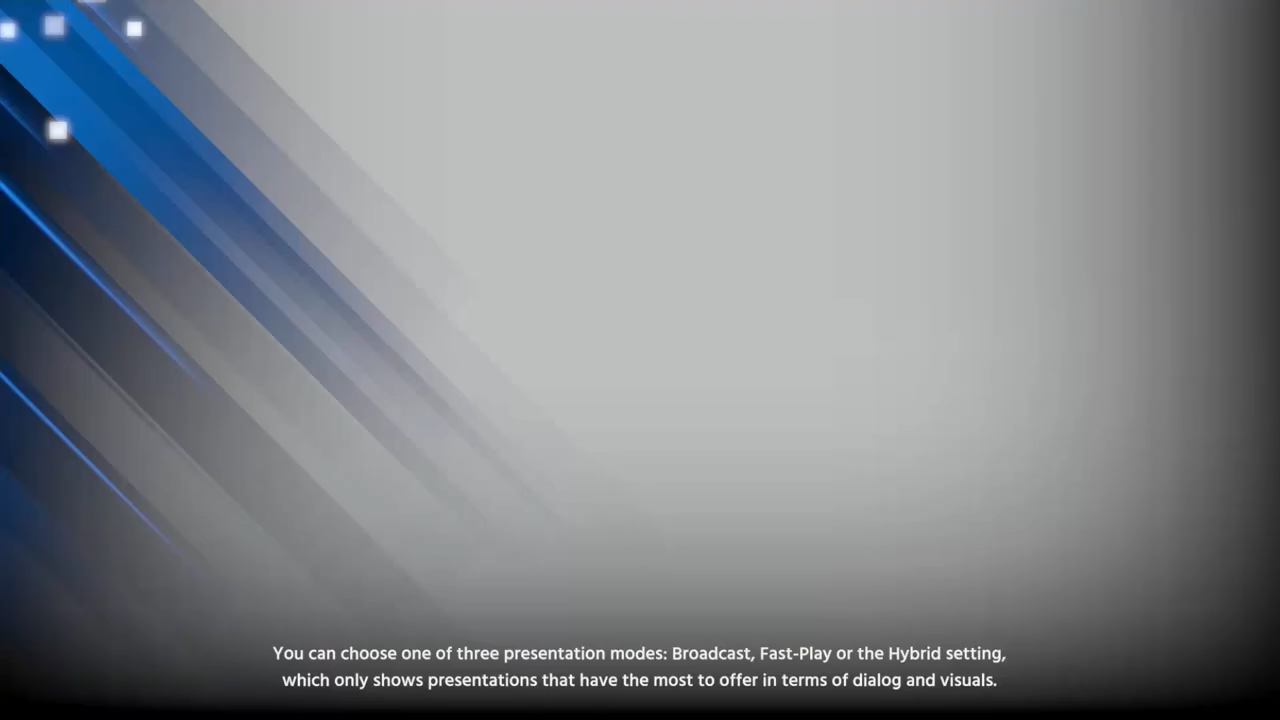 You can choose one of three presentation modes: Broadcast, Fast-Play or the Hybrid setting,
which only shows presentations that have the most to offer in terms of dialog and visuals.